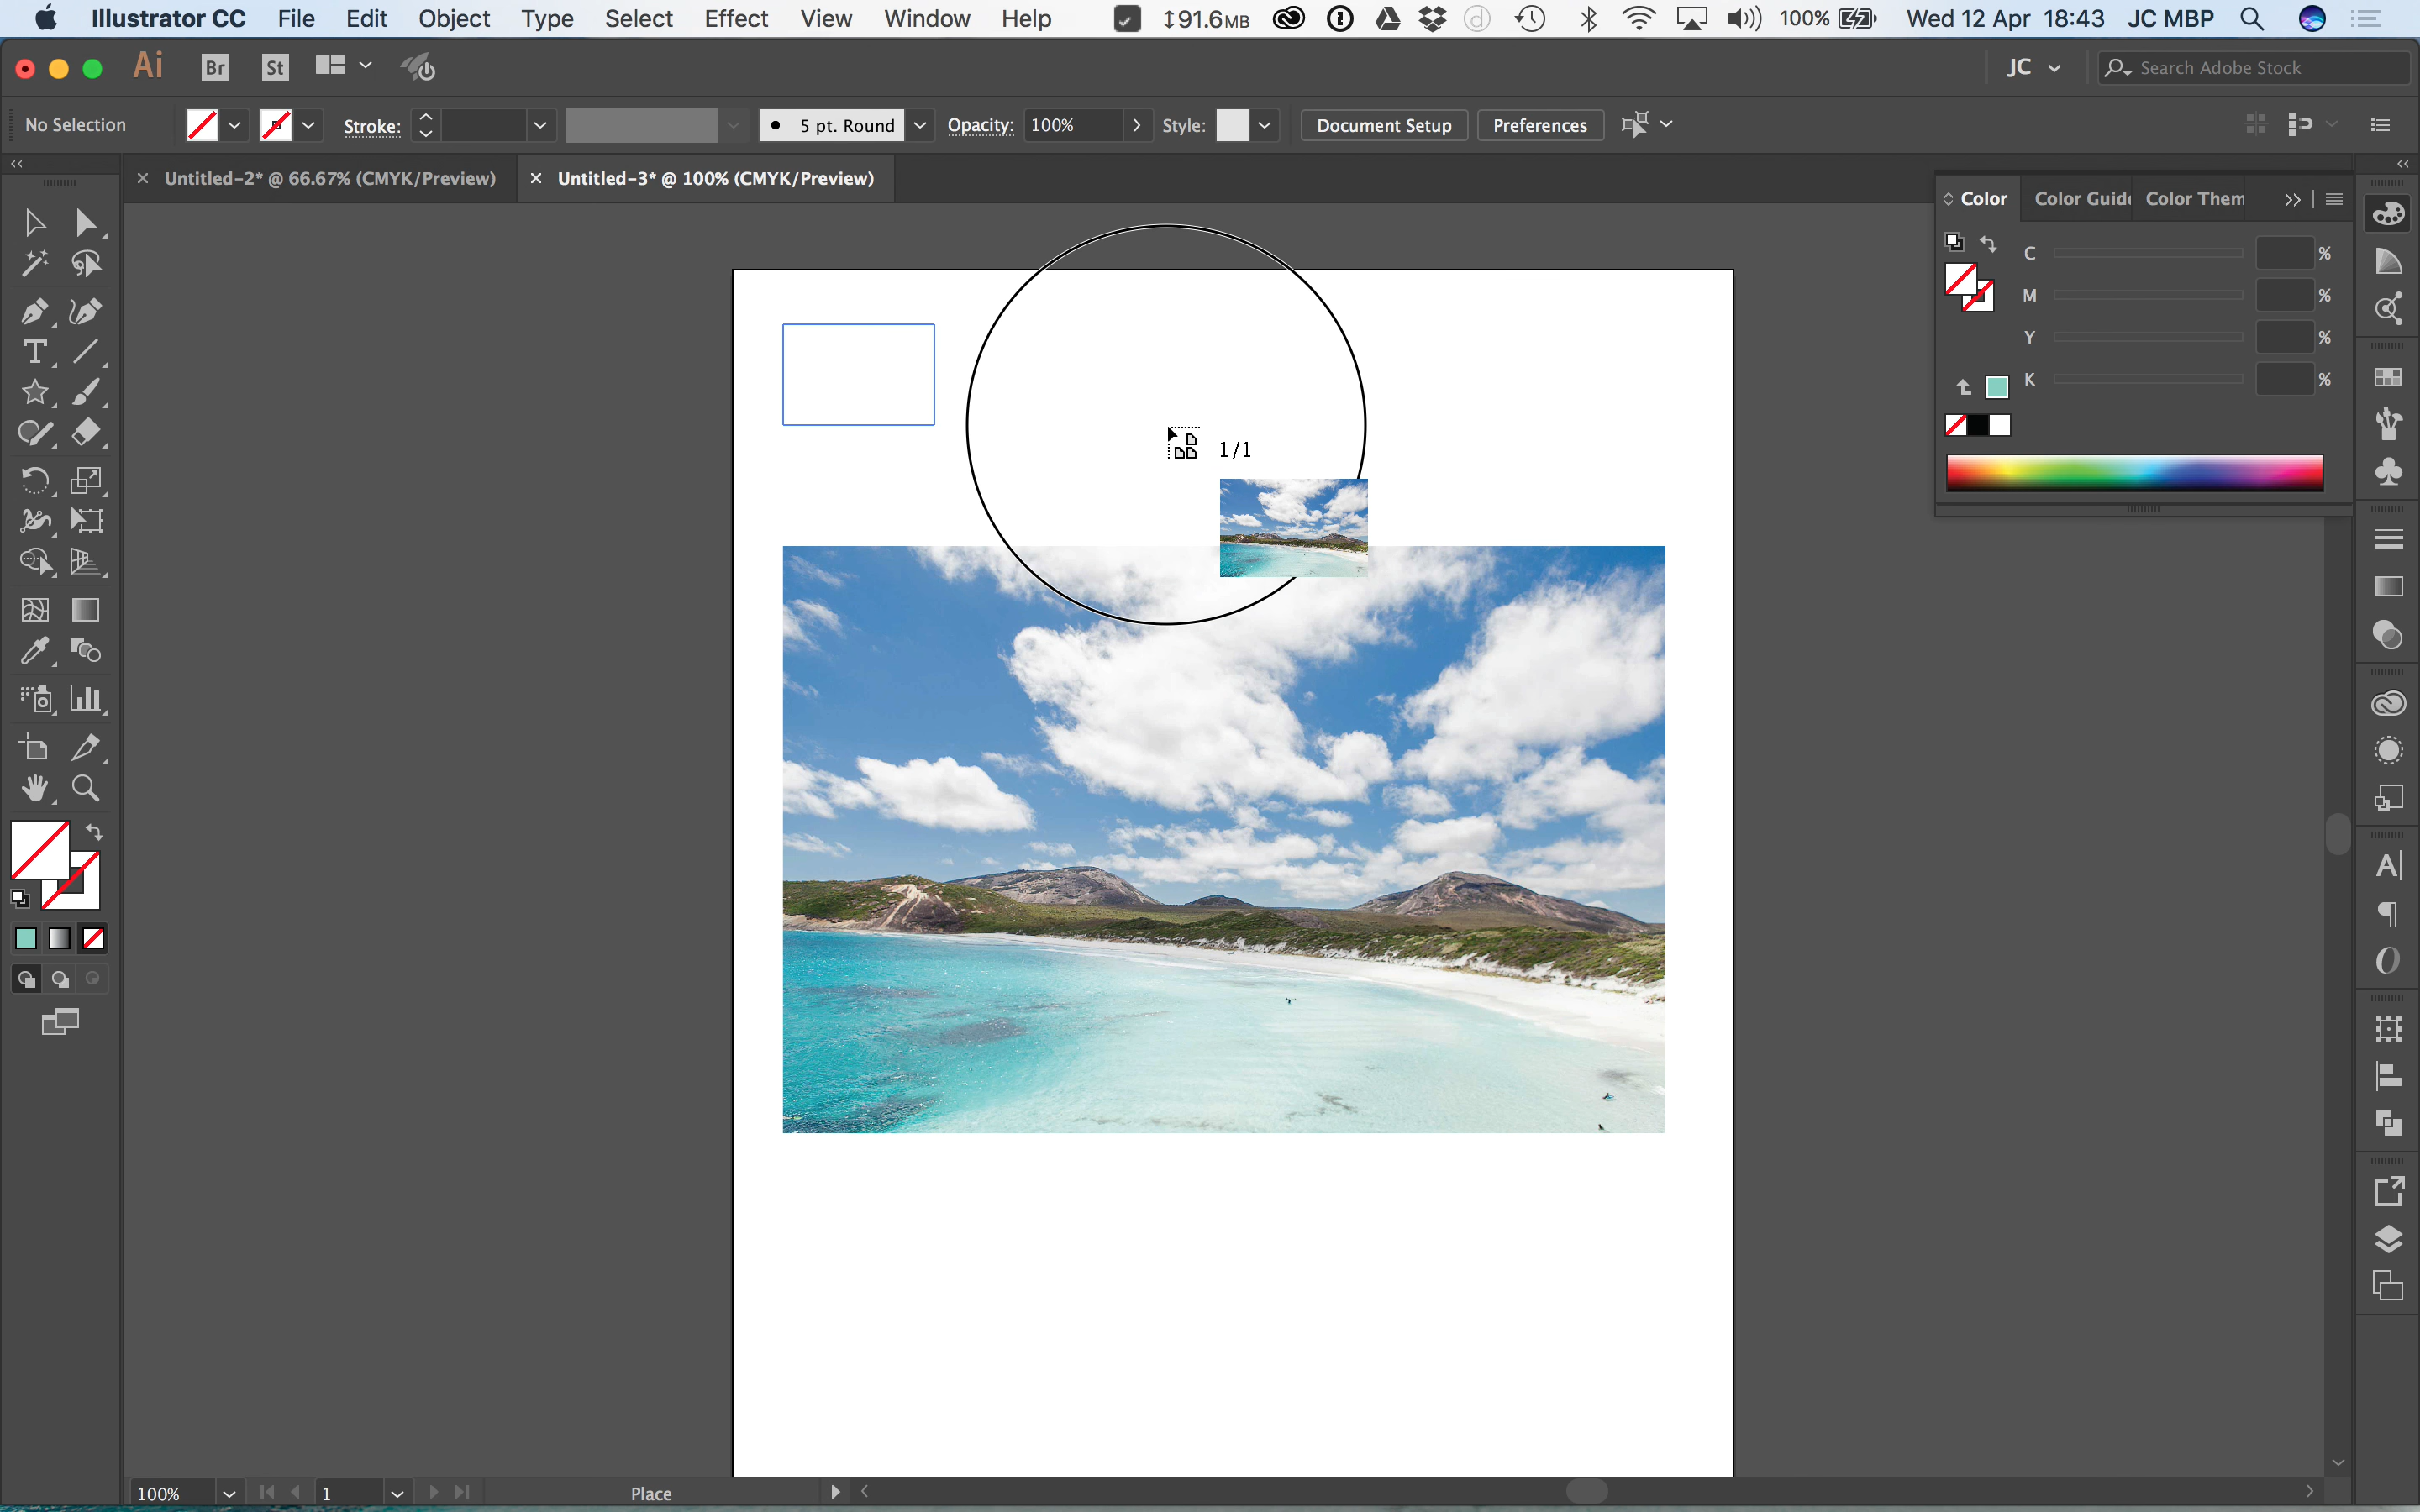 Illustrator CC File Edit Object Type Select Effect View Window Help 91.6MB 100% Wed 12 Apr 18:43 JC MBP
Ai Br St JC Search Adobe Stock
No Selection Stroke: 5 pt. Round Opacity: 100% Style: Document Setup Preferences
Untitled-2* @ 66.67% (CMYK/Preview) Untitled-3* @ 100% (CMYK/Preview)
Color Color Guid Color Them
C %
M %
Y %
K %
1/1
100% 1 Place